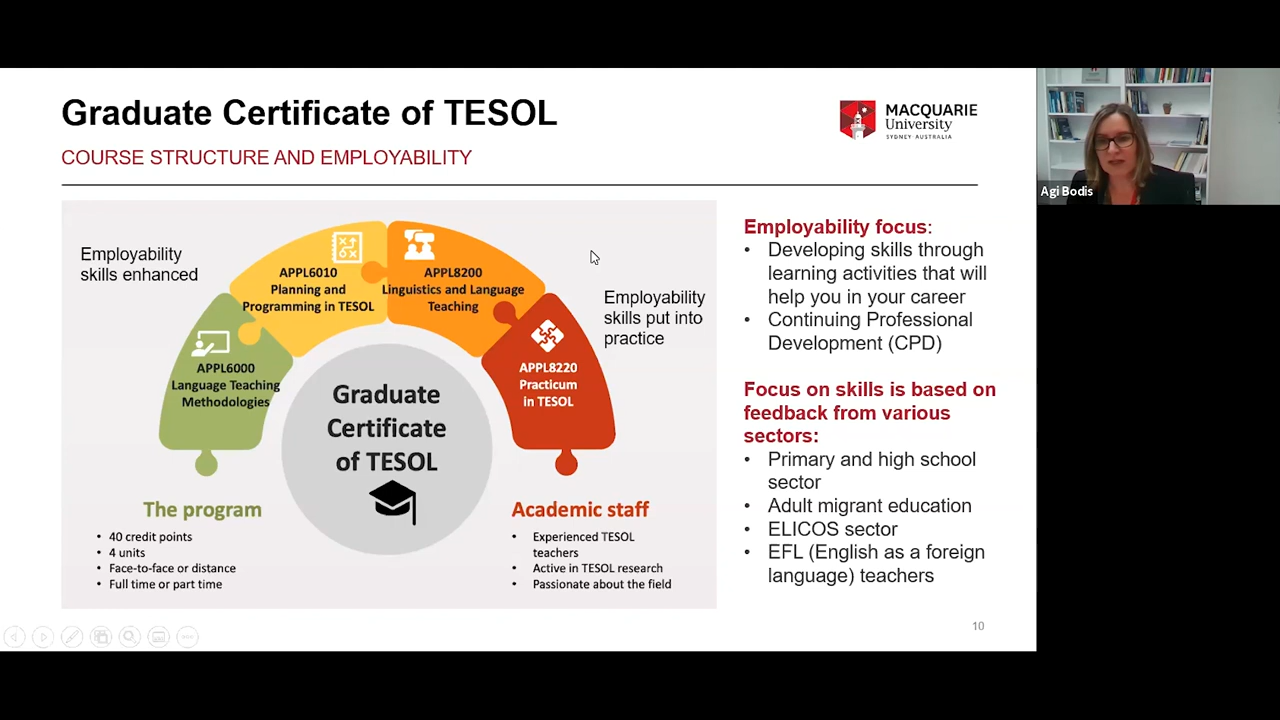 Graduate Certificate of TESOL
COURSE STRUCTURE AND EMPLOYABILITY
MACQUARIE
University
SYDNEY·AUSTRALIA
Agi Bodis
Employability
skills enhanced
APPL6010
Planning and
Programming in TESOL
APPL8200
Linguistics and Language
Teaching
Employability
skills put into
practice
APPL6000
Language Teaching
Methodologies
APPL8220
Practicum
in TESOL
Graduate
Certificate
of TESOL
The program
• 40 credit points
• 4 units
• Face-to-face or distance
• Full time or part time
Academic staff
• Experienced TESOL
teachers
• Active in TESOL research
• Passionate about the field
Employability focus:
• Developing skills through
learning activities that will
help you in your career
• Continuing Professional
Development (CPD)
Focus on skills is based on
feedback from various
sectors:
• Primary and high school
sector
• Adult migrant education
• ELICOS sector
• EFL (English as a foreign
language) teachers
10